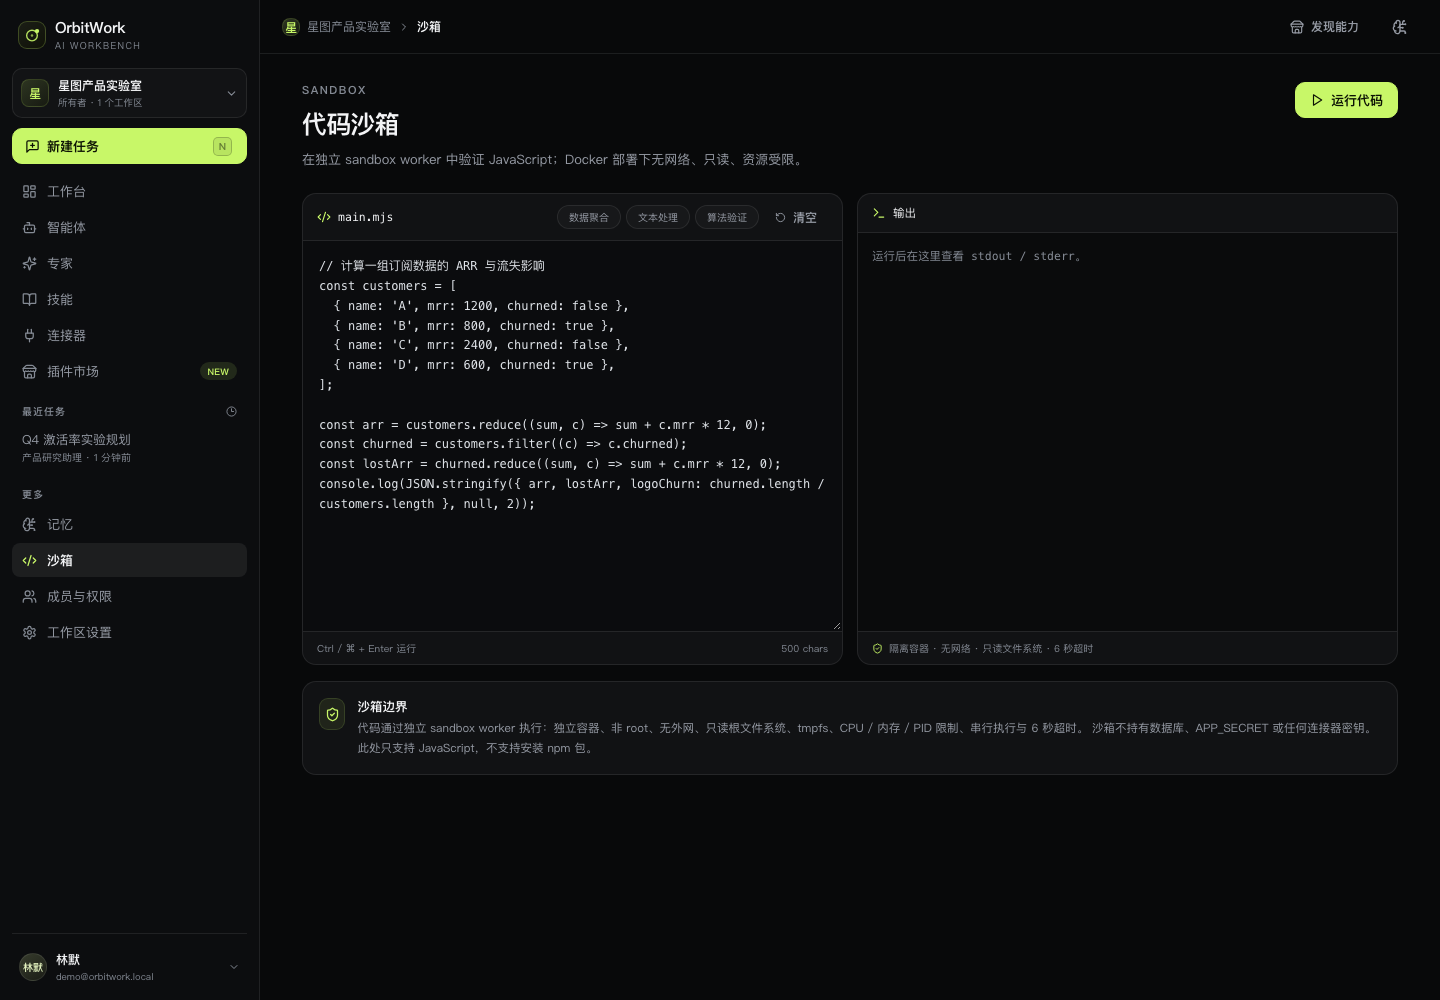 OrbitWork
AI WORKBENCH
星 星图产品实验室
所有者 · 1 个工作区
新建任务 N
工作台
智能体
专家
技能
连接器
插件市场 NEW
最近任务
Q4 激活率实验规划
产品研究助理 · 1 分钟前
更多
记忆
沙箱
成员与权限
工作区设置
林默 林默
demo@orbitwork.local
星 星图产品实验室 沙箱
发现能力
SANDBOX
代码沙箱
在独立 sandbox worker 中验证 JavaScript；Docker 部署下无网络、只读、资源受限。
运行代码
main.mjs 数据聚合 文本处理 算法验证 清空
// 计算一组订阅数据的 ARR 与流失影响
const customers = [
  { name: 'A', mrr: 1200, churned: false },
  { name: 'B', mrr: 800, churned: true },
  { name: 'C', mrr: 2400, churned: false },
  { name: 'D', mrr: 600, churned: true },
];
const arr = customers.reduce((sum, c) => sum + c.mrr * 12, 0);
const churned = customers.filter((c) => c.churned);
const lostArr = churned.reduce((sum, c) => sum + c.mrr * 12, 0);
console.log(JSON.stringify({ arr, lostArr, logoChurn: churned.length /
customers.length }, null, 2));
Ctrl / ⌘ + Enter 运行 500 chars
输出
运行后在这里查看 stdout / stderr。
隔离容器 · 无网络 · 只读文件系统 · 6 秒超时
沙箱边界
代码通过独立 sandbox worker 执行：独立容器、非 root、无外网、只读根文件系统、tmpfs、CPU / 内存 / PID 限制、串行执行与 6 秒超时。 沙箱不持有数据库、APP_SECRET 或任何连接器密钥。
此处只支持 JavaScript，不支持安装 npm 包。